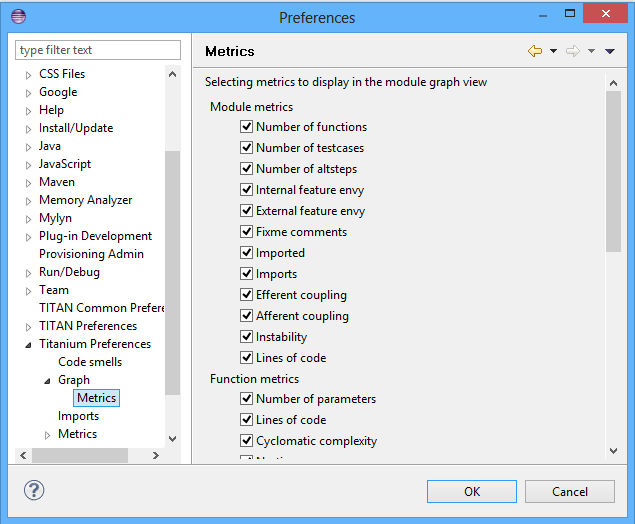 Preferences
type filter text
CSS Files
Google
Help
Install/Update
Java
JavaScript
Maven
Memory Analyzer
Mylyn
Plug-in Development
Provisioning Admin
Run/Debug
Team
TITAN Common Prefere
TITAN Preferences
Titanium Preferences
Code smells
Graph
Metrics
Imports
Metrics
Metrics
Selecting metrics to display in the module graph view
Module metrics
Number of functions
Number of testcases
Number of altsteps
Internal feature envy
External feature envy
Fixme comments
Imported
Imports
Efferent coupling
Afferent coupling
Instability
Lines of code
Function metrics
Number of parameters
Lines of code
Cyclomatic complexity
OK
Cancel